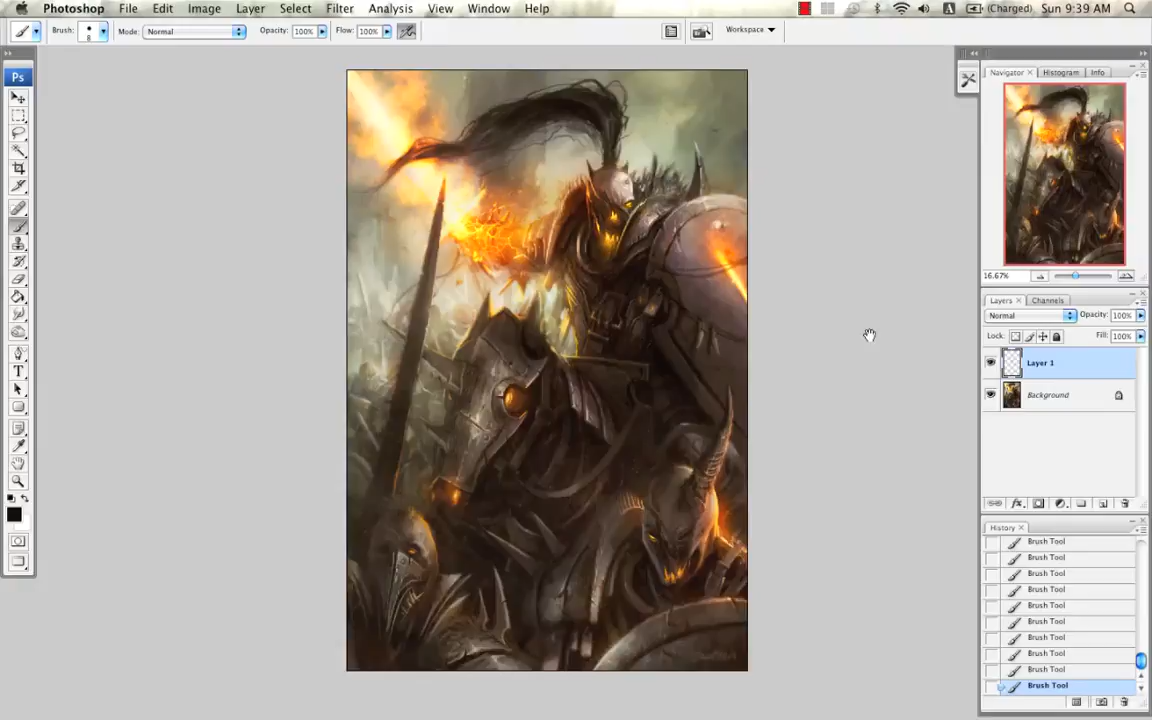 Photoshop File Edit Image Layer Select Filter Analysis View Window Help (Charged) Sun 9:39 AM
Brush: 8 Mode: Normal Opacity: 100% Flow: 100% Workspace
Ps
Navigator Histogram Info
16.67%
Layers Channels
Normal Opacity: 100%
Lock: Fill: 100%
Layer 1
Background
History
Brush Tool
Brush Tool
Brush Tool
Brush Tool
Brush Tool
Brush Tool
Brush Tool
Brush Tool
Brush Tool
Brush Tool